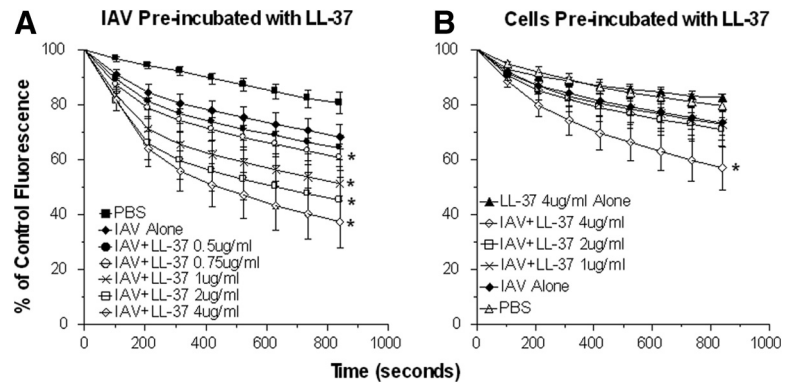 A
IAV Pre-incubated with LL-37
% of Control Fluorescence
100
80
60
40
20
0
PBS
IAV Alone
IAV+LL-37 0.5ug/ml
IAV+LL-37 0.75ug/ml
IAV+LL-37 1ug/ml
IAV+LL-37 2ug/ml
IAV+LL-37 4ug/ml
*
*
*
*
0 200 400 600 800 1000
B
Cells Pre-incubated with LL-37
100
80
60
40
20
0
*
LL-37 4ug/ml Alone
IAV+LL-37 4ug/ml
IAV+LL-37 2ug/ml
IAV+LL-37 1ug/ml
IAV Alone
PBS
0 200 400 600 800 1000
Time (seconds)